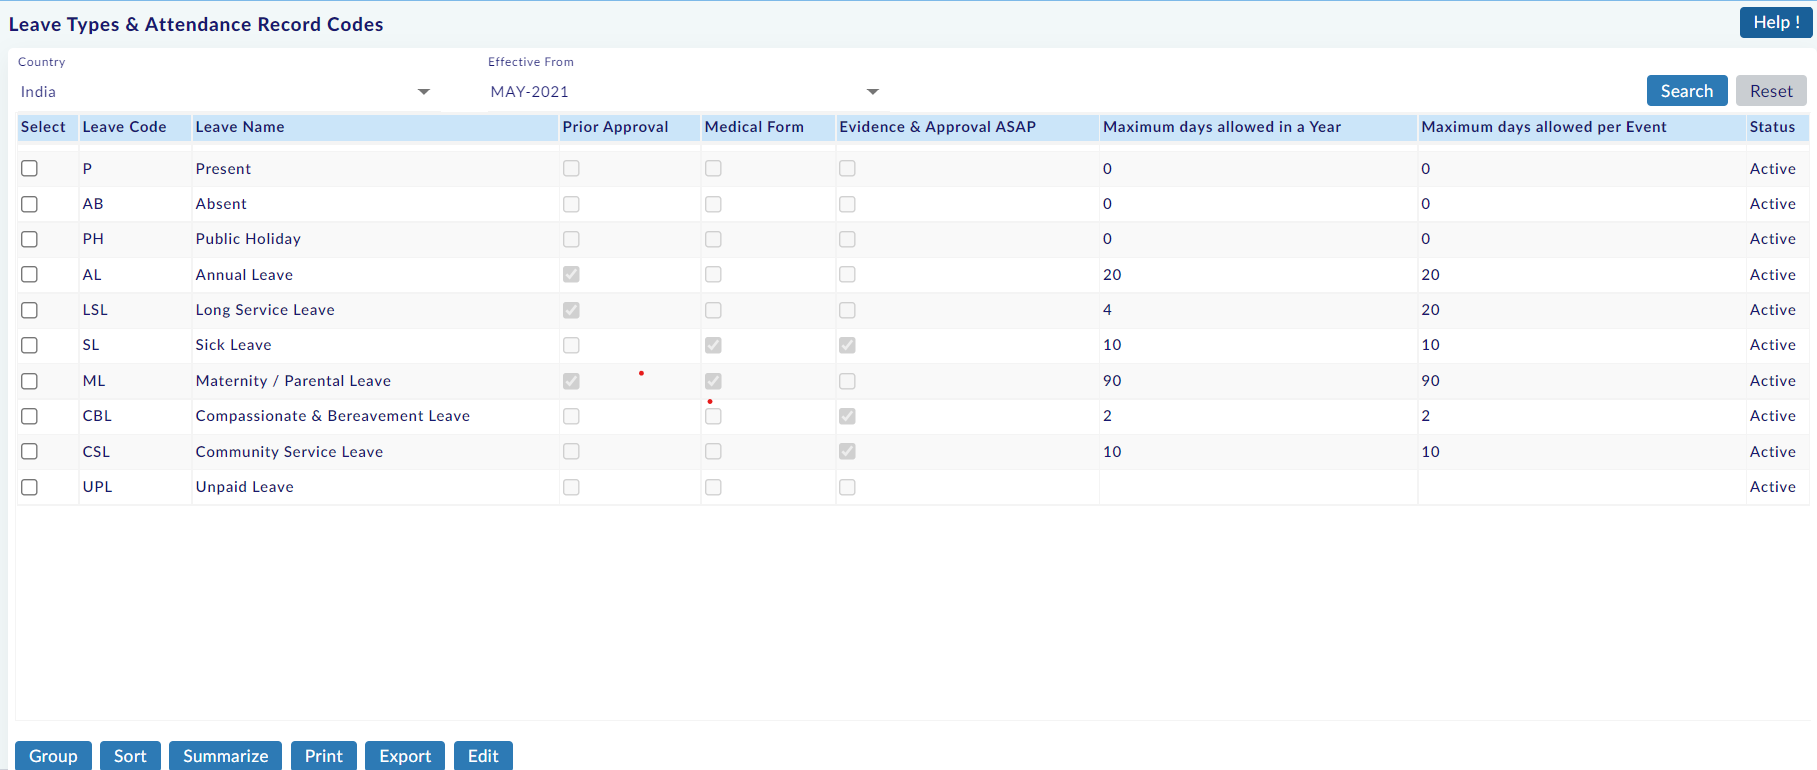 Leave Types & Attendance Record Codes
Help !
Country
Effective From
India
MAY-2021
Search
Reset
Select Leave Code Leave Name Prior Approval Medical Form Evidence & Approval ASAP Maximum days allowed in a Year Maximum days allowed per Event Status
P Present 0 0 Active
AB Absent 0 0 Active
PH Public Holiday 0 0 Active
AL Annual Leave 20 20 Active
LSL Long Service Leave 4 20 Active
SL Sick Leave 10 10 Active
ML Maternity / Parental Leave 90 90 Active
CBL Compassionate & Bereavement Leave 2 2 Active
CSL Community Service Leave 10 10 Active
UPL Unpaid Leave Active
Group Sort Summarize Print Export Edit